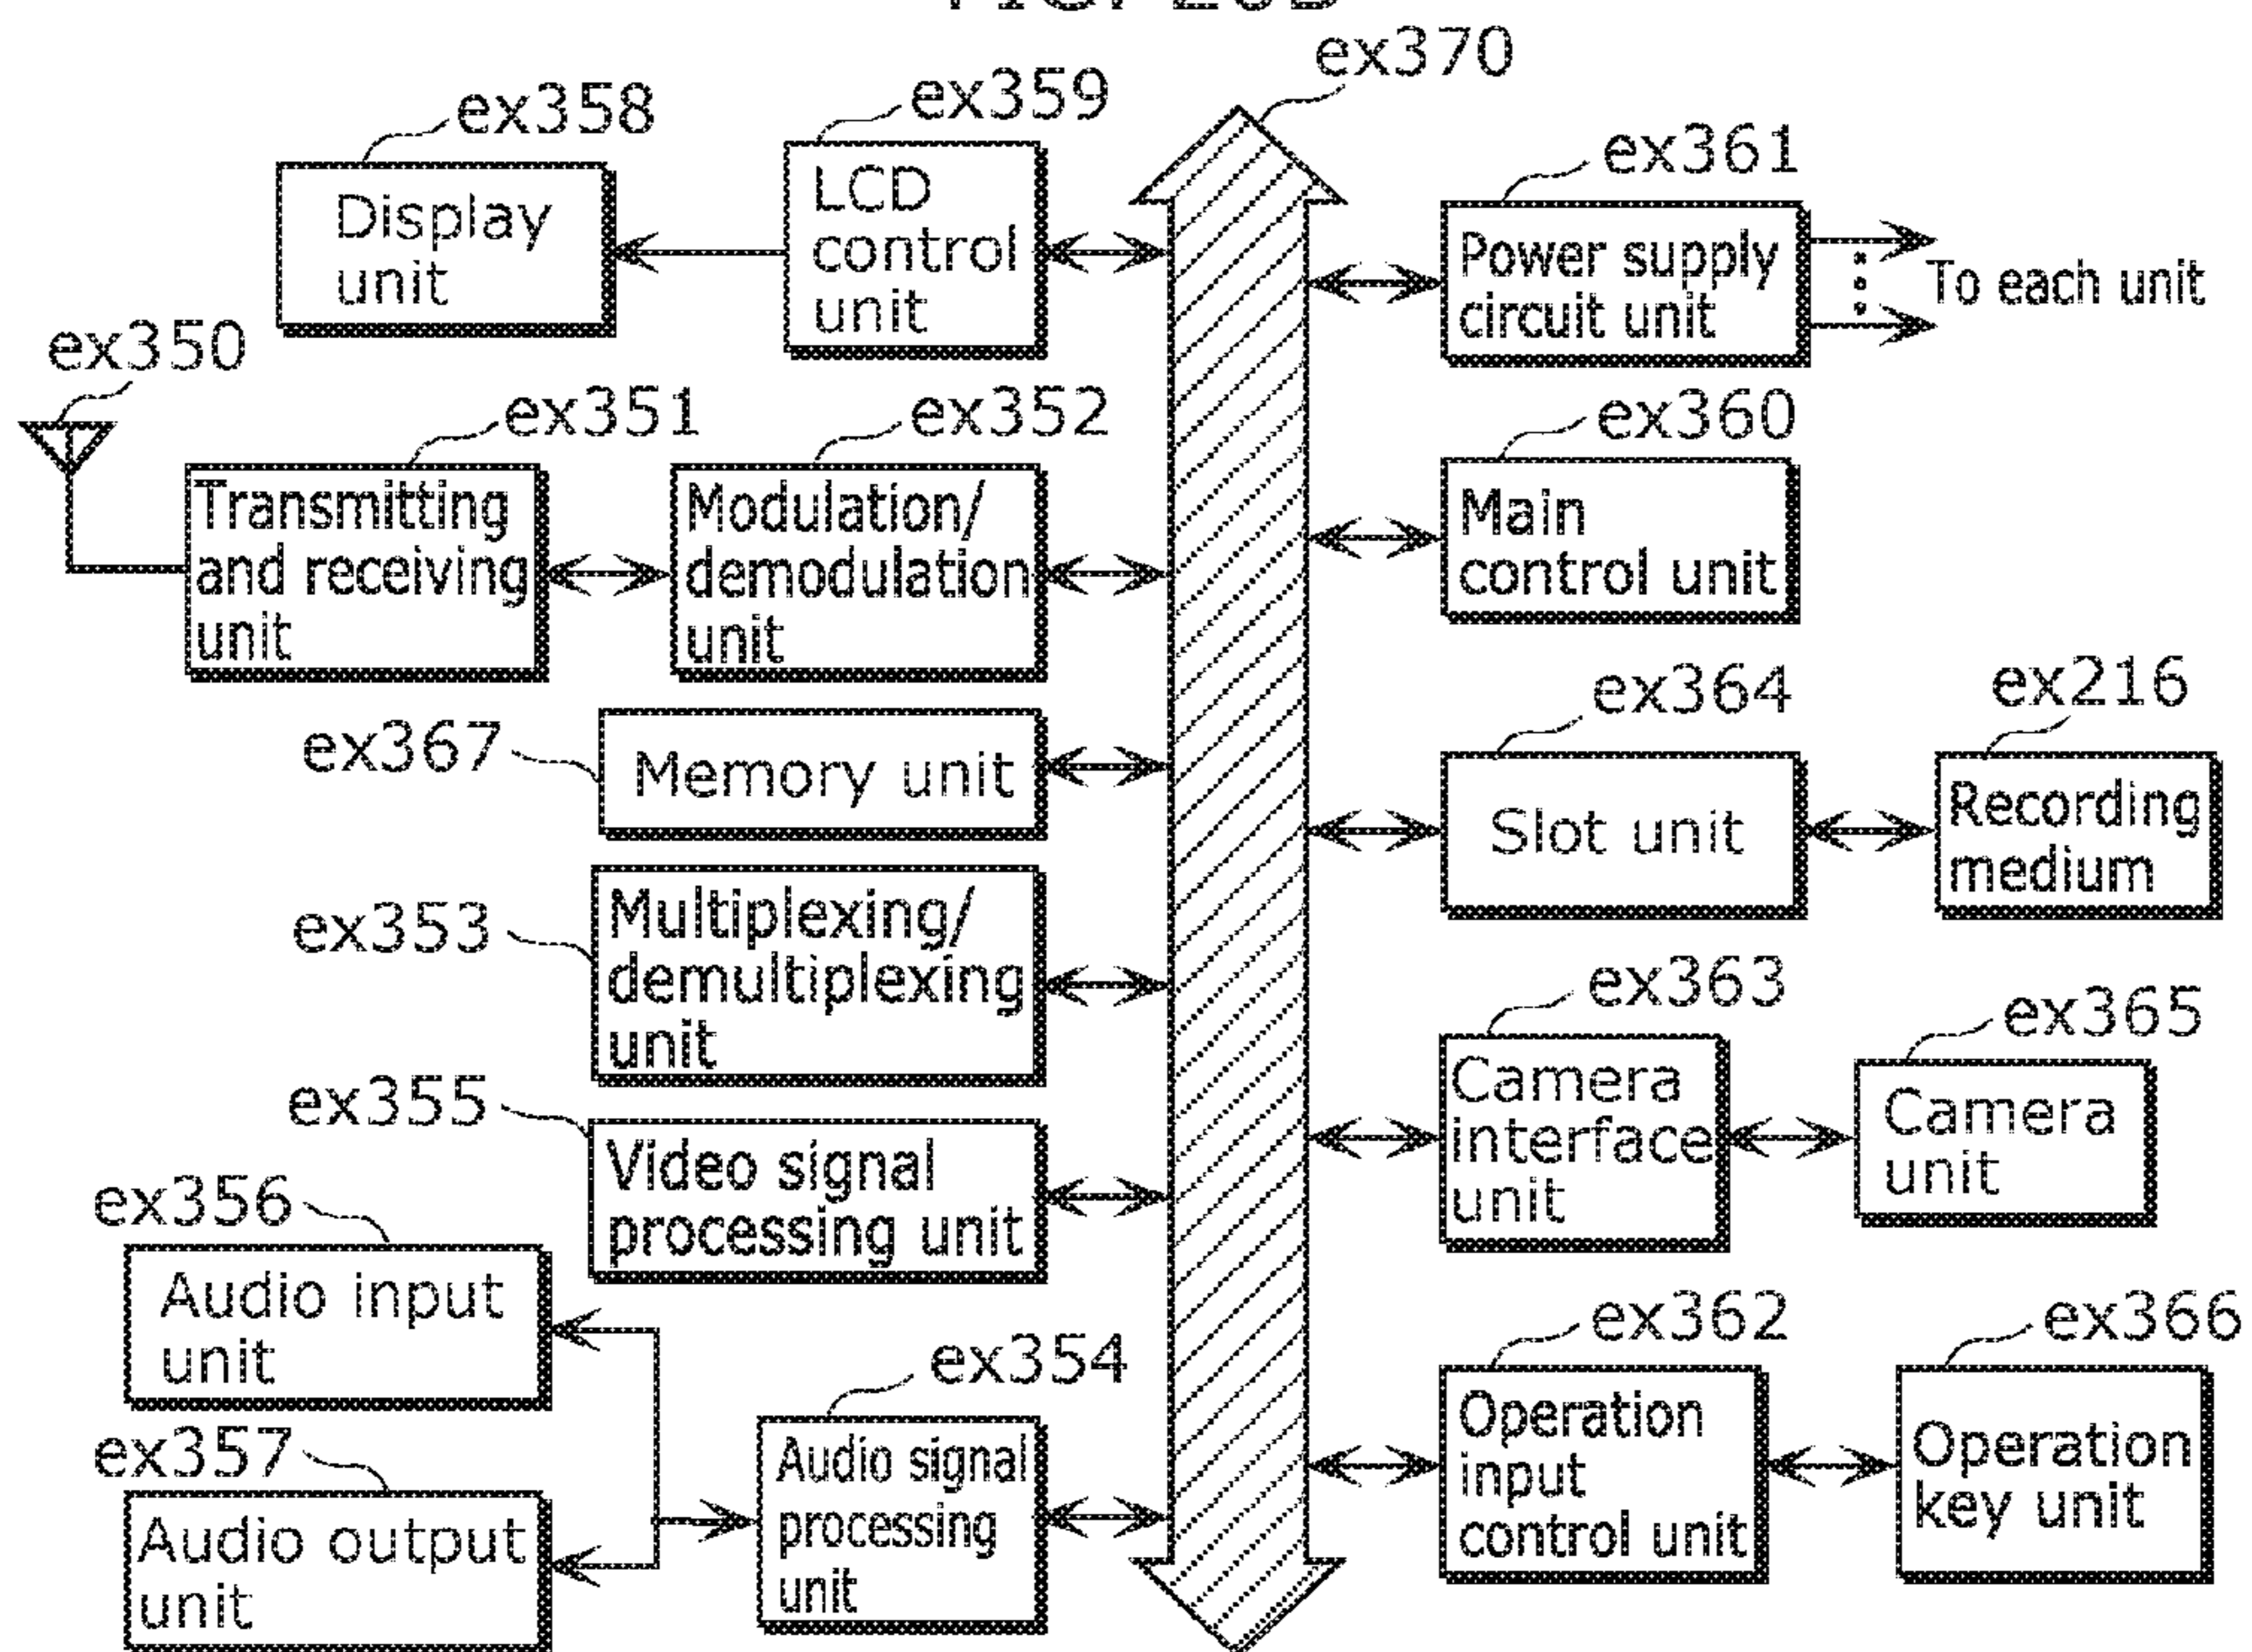 ex370
ex358
ex359
ex361
Display
unit
LCD
control
unit
Power supply
circuit unit
To each unit
ex350
ex351
ex352
ex360
Transmitting
and receiving
unit
Modulation/
demodulation
unit
Main
control unit
ex367
Memory unit
ex364
ex216
Slot unit
Recording
medium
ex353
Multiplexing/
demultiplexing
unit
ex363
ex365
Camera
interface
unit
Camera
unit
ex355
Video signal
processing unit
ex356
Audio input
unit
ex354
ex362
ex366
ex357
Audio output
unit
Audio signal
processing
unit
Operation
input
control unit
Operation
key unit